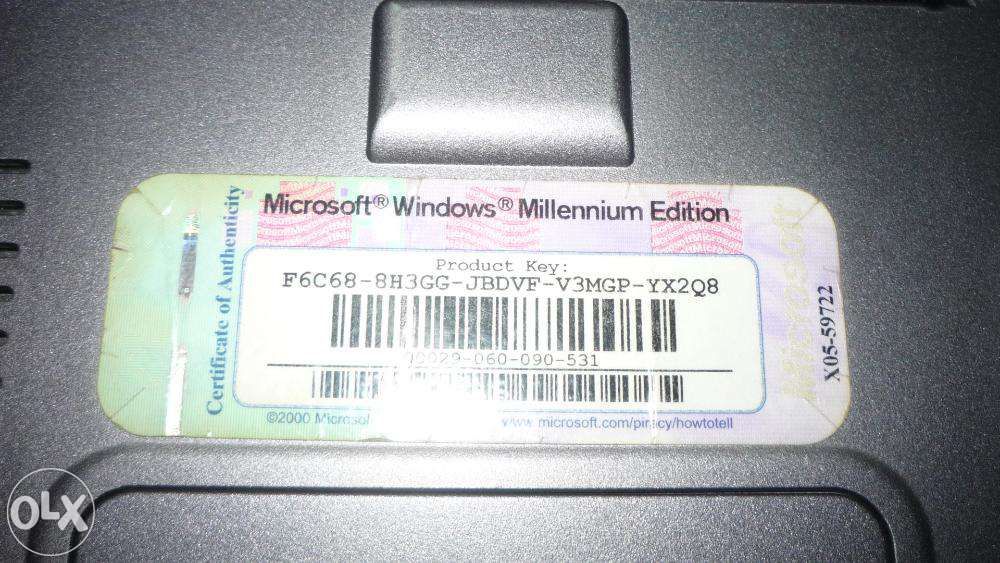 Microsoft® Windows® Millennium Edition
Certificate of Authenticity
Product Key:
F6C68-8H3GG-JBDVF-V3MGP-YX2Q8
00029-060-090-531
©2000
www.microsoft.com/piracy/howtotell
Microsoft
X05-59722
OLX